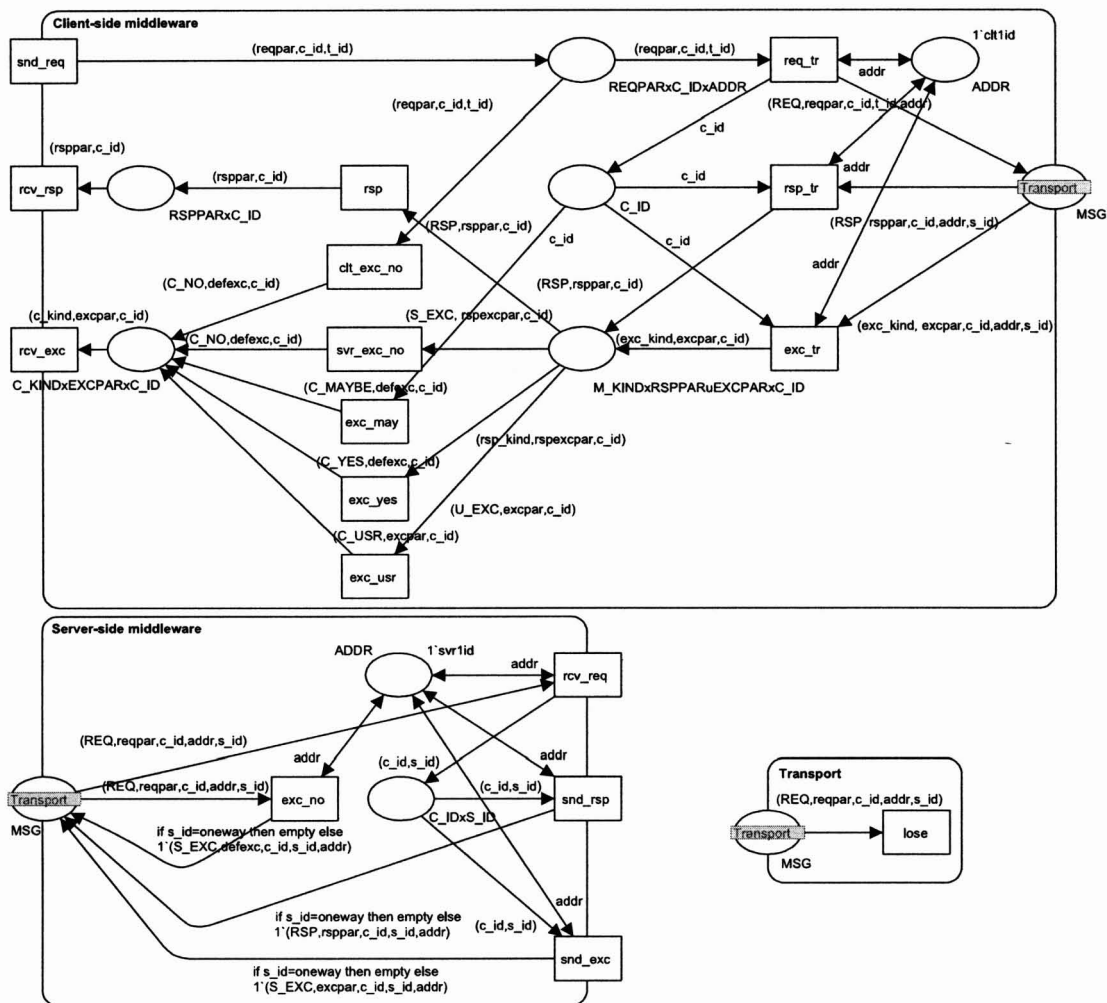 Client-side middleware
1`clt1id
snd_req
(reqpar,c_id,t_id)
(reqpar,c_id,t_id)
req_tr
addr
REQPARxC_IDxADDR
ADDR
(reqpar,c_id,t_id)
(REQ,reqpar,c_id,t_id,addr)
c_id
(rsppar,c_id)
rcv_rsp
(rsppar,c_id)
rsp
c_id
rsp_tr
addr
Transport
RSPPARxC_ID
C_ID
MSG
(RSP,rsppar,c_id)
c_id
(RSP, rsppar,c_id,addr,s_id)
clt_exc_no
c_id
addr
(C_NO,defexc,c_id)
(RSP,rsppar,c_id)
(c_kind,excpar,c_id)
(S_EXC, rspexcpar,c_id)
rcv_exc
(C_NO,defexc,c_id)
svr_exc_no
(exc_kind,excpar,c_id)
exc_tr
(exc_kind, excpar,c_id,addr,s_id)
C_KINDxEXCPARxC_ID
(C_MAYBE,defexc,c_id)
M_KINDxRSPPARuEXCPARxC_ID
exc_may
(rsp_kind,rspexcpar,c_id)
(C_YES,defexc,c_id)
exc_yes
(U_EXC,excpar,c_id)
(C_USR,excpar,c_id)
exc_usr
Server-side middleware
ADDR
1`svr1id
addr
rcv_req
(REQ,reqpar,c_id,addr,s_id)
addr
(c_id,s_id)
addr
(REQ,reqpar,c_id,addr,s_id)
Transport
exc_no
(c_id,s_id)
snd_rsp
MSG
C_IDxS_ID
if s_id=oneway then empty else
1`(S_EXC,defexc,c_id,s_id,addr)
addr
if s_id=oneway then empty else
1`(RSP,rsppar,c_id,s_id,addr)
(c_id,s_id)
snd_exc
if s_id=oneway then empty else
1`(S_EXC,excpar,c_id,s_id,addr)
Transport
(REQ,reqpar,c_id,addr,s_id)
Transport
lose
MSG